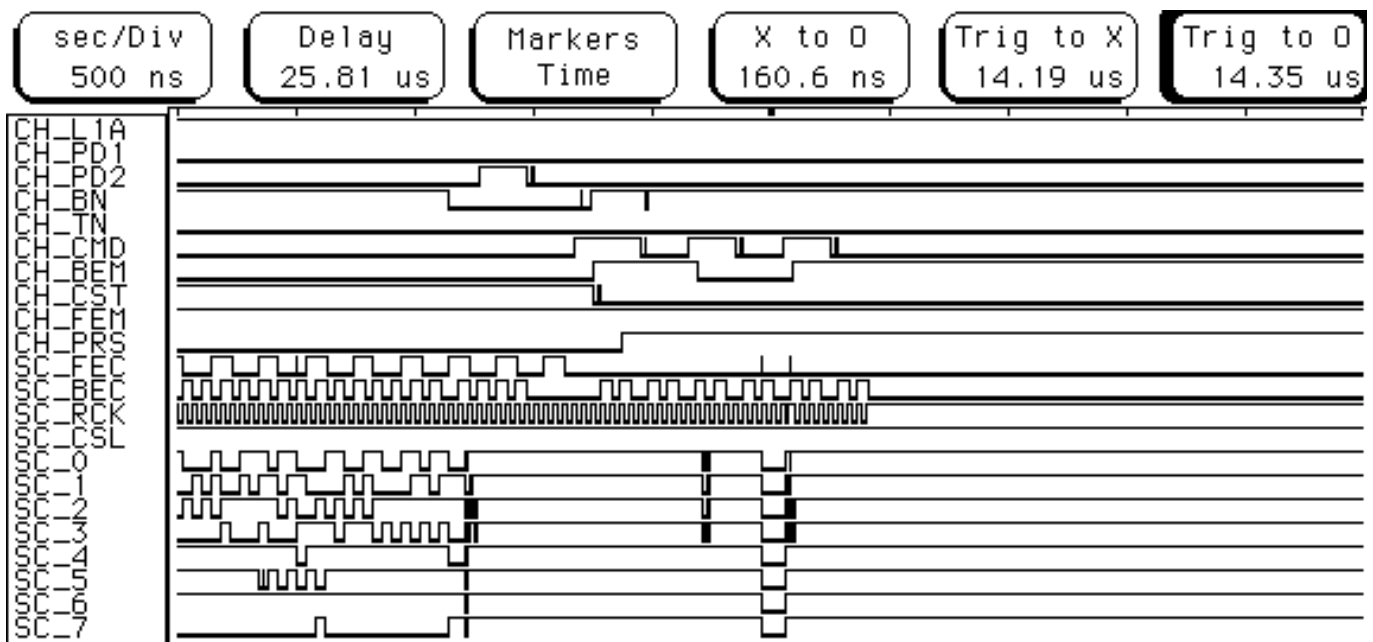 sec/Div
500 ns
Delay
25.81 us
Markers
Time
X to O
160.6 ns
Trig to X
14.19 us
Trig to O
14.35 us
CH_L1A
CH_PD1
CH_PD2
CH_BN
CH_TN
CH_CMD
CH_BEM
CH_CST
CH_FEM
CH_PRS
SC_FEC
SC_BEC
SC_RCK
SC_CSL
SC_0
SC_1
SC_2
SC_3
SC_4
SC_5
SC_6
SC_7